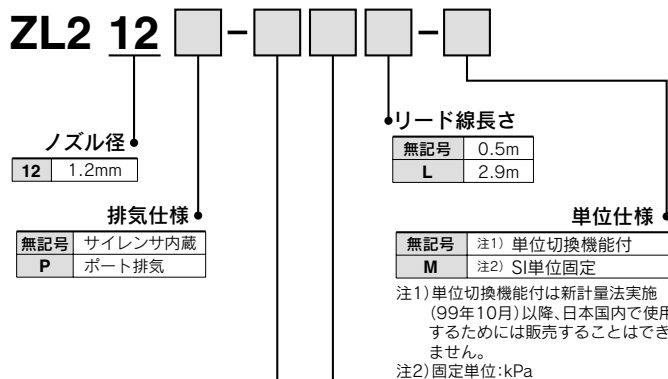 ZL2 12 - -
ノズル径
12 1.2mm
排気仕様
無記号 サイレンサ内蔵
P ポート排気
リード線長さ
無記号 0.5m
L 2.9m
単位仕様
無記号 注1) 単位切換機能付
M 注2) SI単位固定
注1)単位切換機能付は新計量法実施
(99年10月)以降、日本国内で使用
するためには販売することはでき
ません。
注2)固定単位:kPa